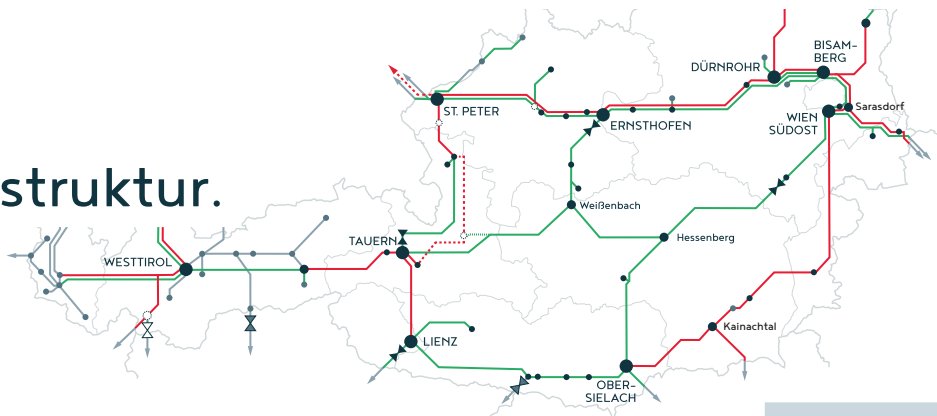 BISAM-
BERG
DÜRNROHR
Sarasdorf
ST. PETER
WIEN
SÜDOST
ERNSTHOFEN
struktur.
Weißenbach
TAUERN
Hessenberg
WESTTIROL
Kainachtal
LIENZ
OBER-
SIELACH